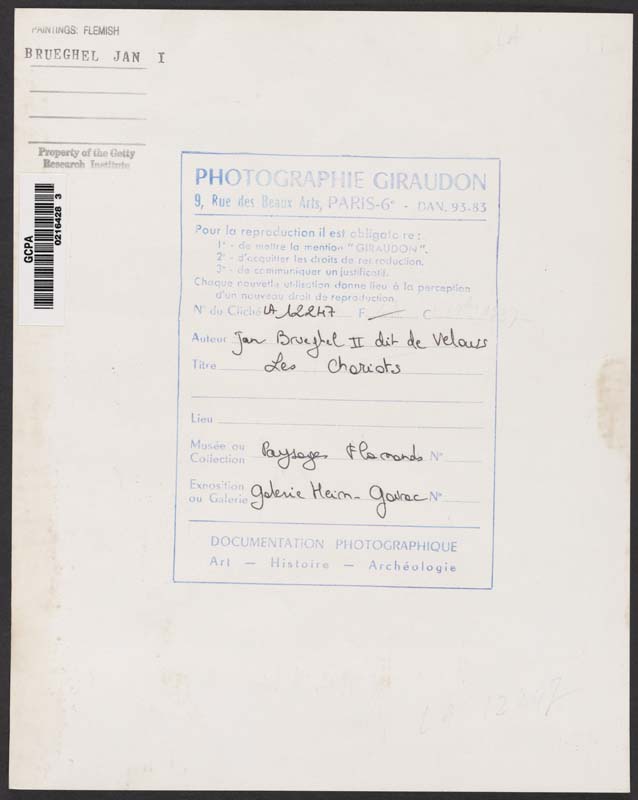 PAINTINGS: FLEMISH
BRUEGHEL JAN I
Property of the Getty
Research Institute
GCPA
0216428 3
PHOTOGRAPHIE GIRAUDON
9, Rue des Beaux Arts, PARIS-6e - DAN. 93-83
Pour la reproduction il est obligatoire :
1° - de mettre la mention "GIRAUDON".
2° - d'acquitter les droits de reproduction.
3° - de communiquer un justificatif.
Chaque nouvelle utilisation donne lieu à la perception
d'un nouveau droit de reproduction.
N° du Cliché LA 12247 F — C
Auteur Jan Brueghel II dit de Velours
Titre Les Chariots
Lieu
Musée ou
Collection Paysages Flamands N°
Exposition
ou Galerie Galerie Heim-Gairac N°
DOCUMENTATION PHOTOGRAPHIQUE
Art — Histoire — Archéologie
LA 12247